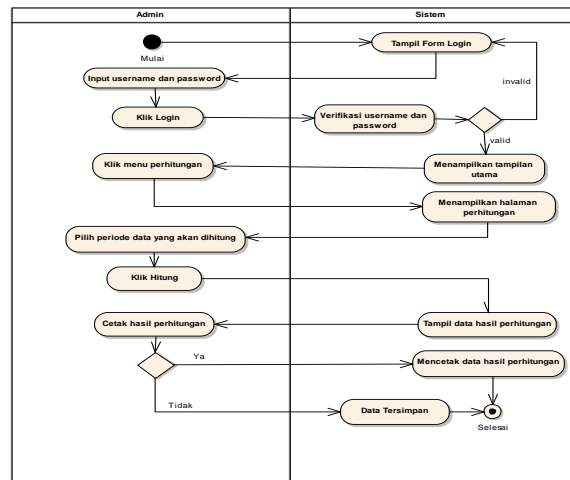 Admin
Sistem
Mulai
Tampil Form Login
Input username dan password
invalid
Klik Login
Verifikasi username dan
password
valid
Klik menu perhitungan
Menampilkan tampilan
utama
Menampilkan halaman
perhitungan
Pilih periode data yang akan dihitung
Klik Hitung
Cetak hasil perhitungan
Tampil data hasil perhitungan
Ya
Mencetak data hasil perhitungan
Tidak
Data Tersimpan
Selesai